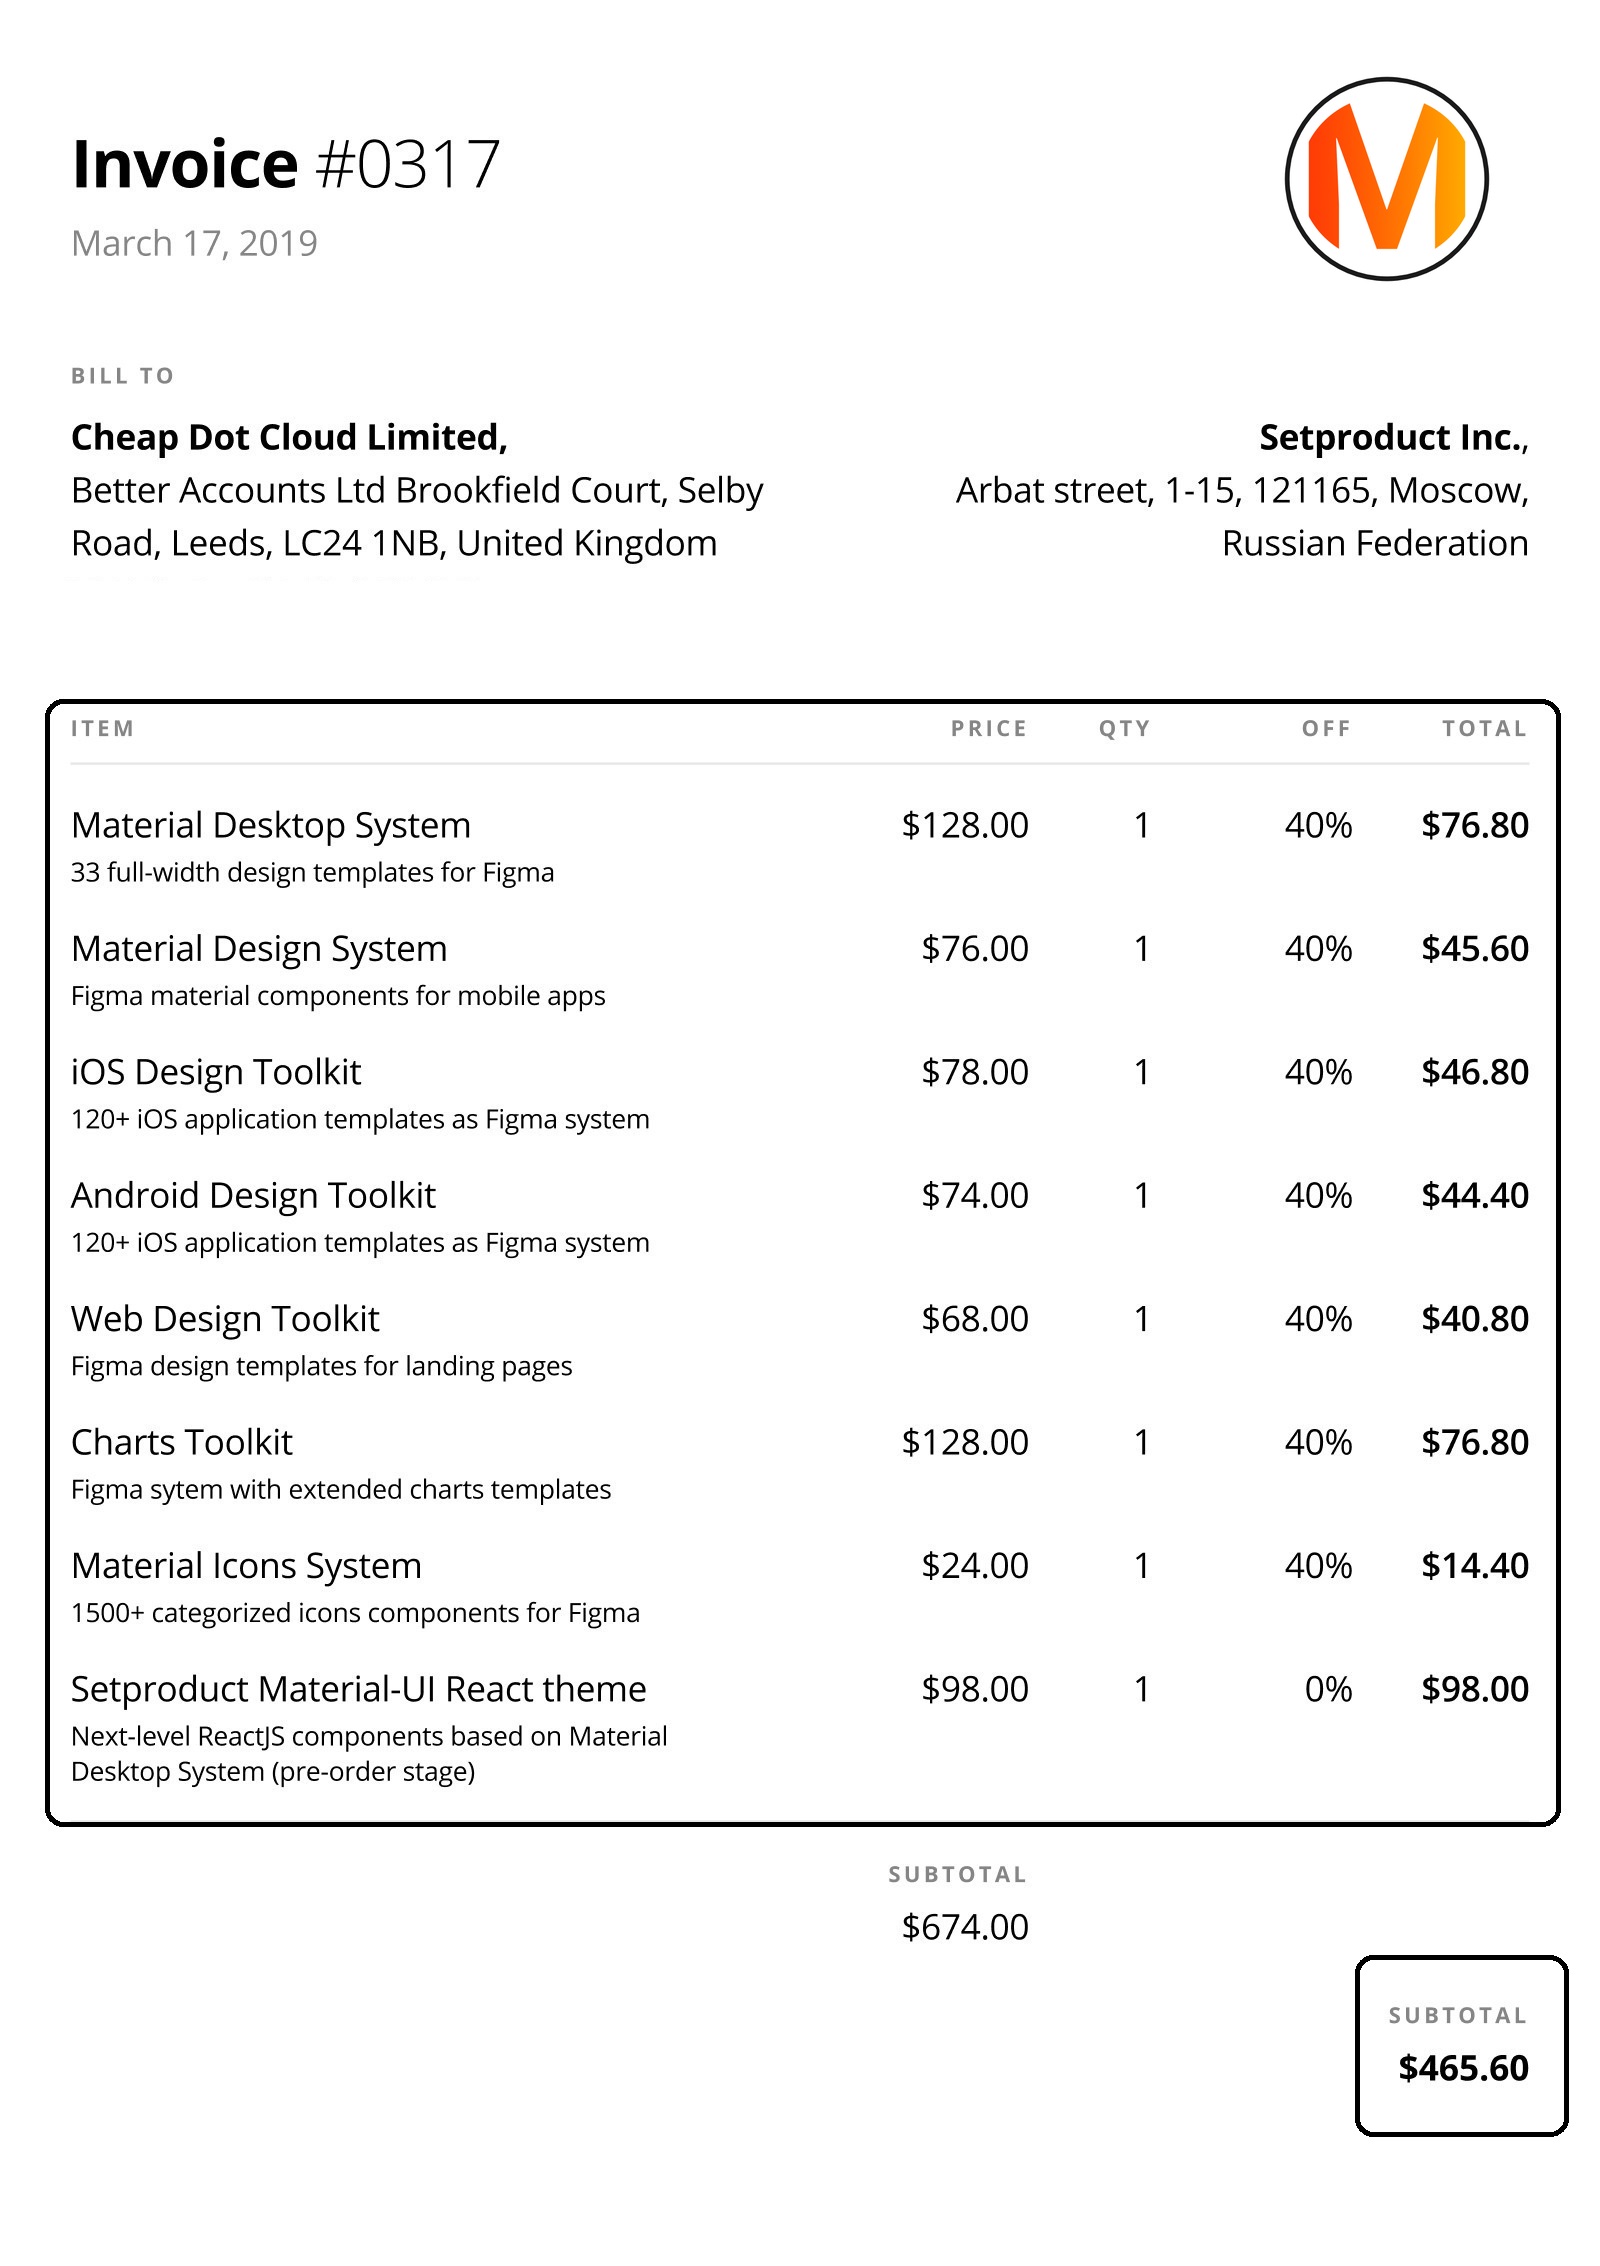 Invoice #0317
March 17, 2019
BILL TO
Cheap Dot Cloud Limited,
Better Accounts Ltd Brookfield Court, Selby
Road, Leeds, LC24 1NB, United Kingdom
Setproduct Inc.,
Arbat street, 1-15, 121165, Moscow,
Russian Federation
ITEM PRICE QTY OFF TOTAL
Material Desktop System $128.00 1 40% $76.80
33 full-width design templates for Figma
Material Design System $76.00 1 40% $45.60
Figma material components for mobile apps
iOS Design Toolkit $78.00 1 40% $46.80
120+ iOS application templates as Figma system
Android Design Toolkit $74.00 1 40% $44.40
120+ iOS application templates as Figma system
Web Design Toolkit $68.00 1 40% $40.80
Figma design templates for landing pages
Charts Toolkit $128.00 1 40% $76.80
Figma sytem with extended charts templates
Material Icons System $24.00 1 40% $14.40
1500+ categorized icons components for Figma
Setproduct Material-UI React theme $98.00 1 0% $98.00
Next-level ReactJS components based on Material
Desktop System (pre-order stage)
SUBTOTAL
$674.00
SUBTOTAL
$465.60